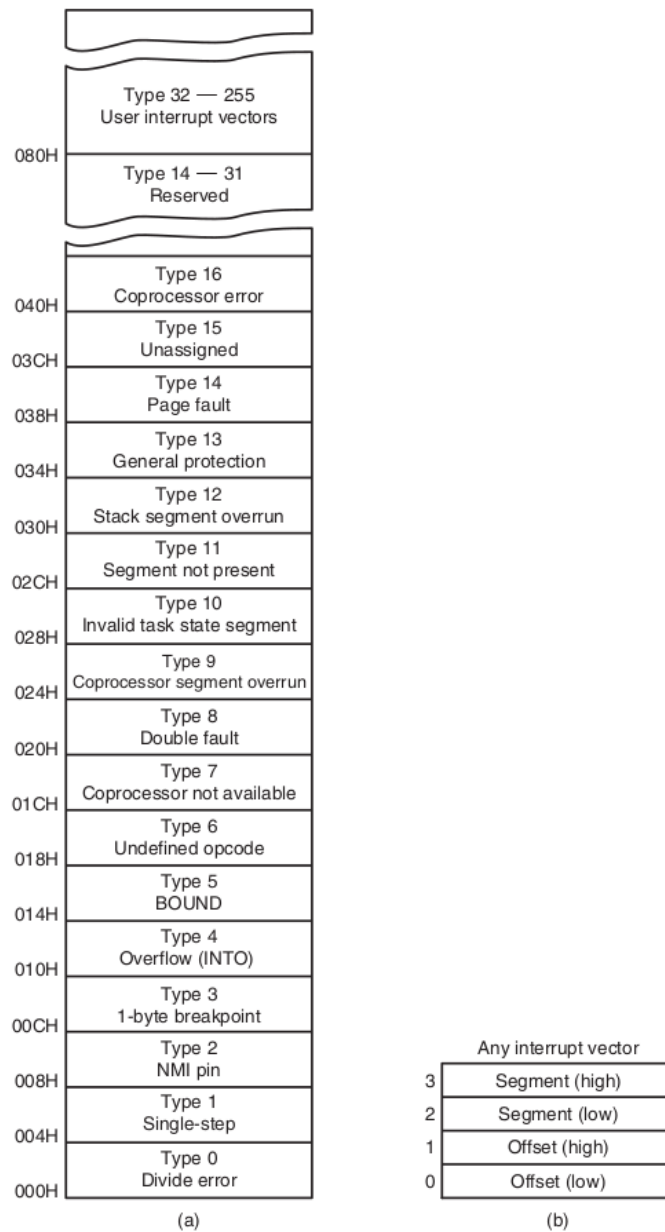 Type 32 — 255
User interrupt vectors
080H
Type 14 — 31
Reserved
Type 16
Coprocessor error
040H
Type 15
Unassigned
03CH
Type 14
Page fault
038H
Type 13
General protection
034H
Type 12
Stack segment overrun
030H
Type 11
Segment not present
02CH
Type 10
Invalid task state segment
028H
Type 9
Coprocessor segment overrun
024H
Type 8
Double fault
020H
Type 7
Coprocessor not available
01CH
Type 6
Undefined opcode
018H
Type 5
BOUND
014H
Type 4
Overflow (INTO)
010H
Type 3
1-byte breakpoint
00CH
Type 2
NMI pin
008H
Type 1
Single-step
004H
Type 0
Divide error
000H
(a)
Any interrupt vector
3 Segment (high)
2 Segment (low)
1 Offset (high)
0 Offset (low)
(b)